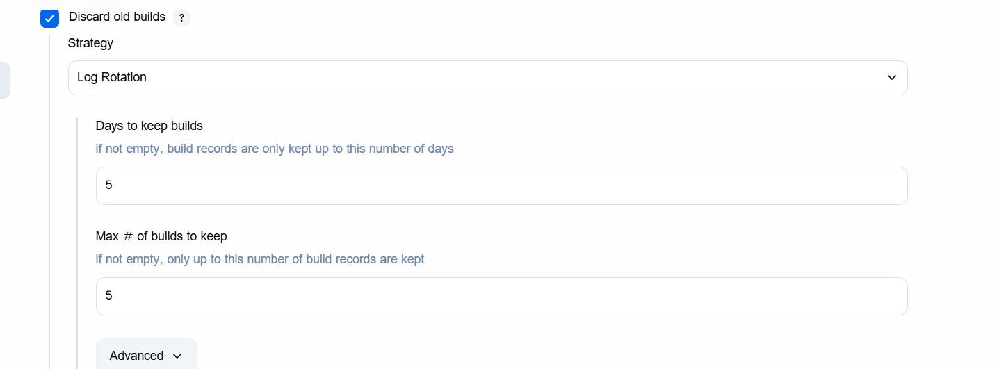 Discard old builds ?
Strategy
Log Rotation
Days to keep builds
if not empty, build records are only kept up to this number of days
5
Max # of builds to keep
if not empty, only up to this number of build records are kept
5
Advanced